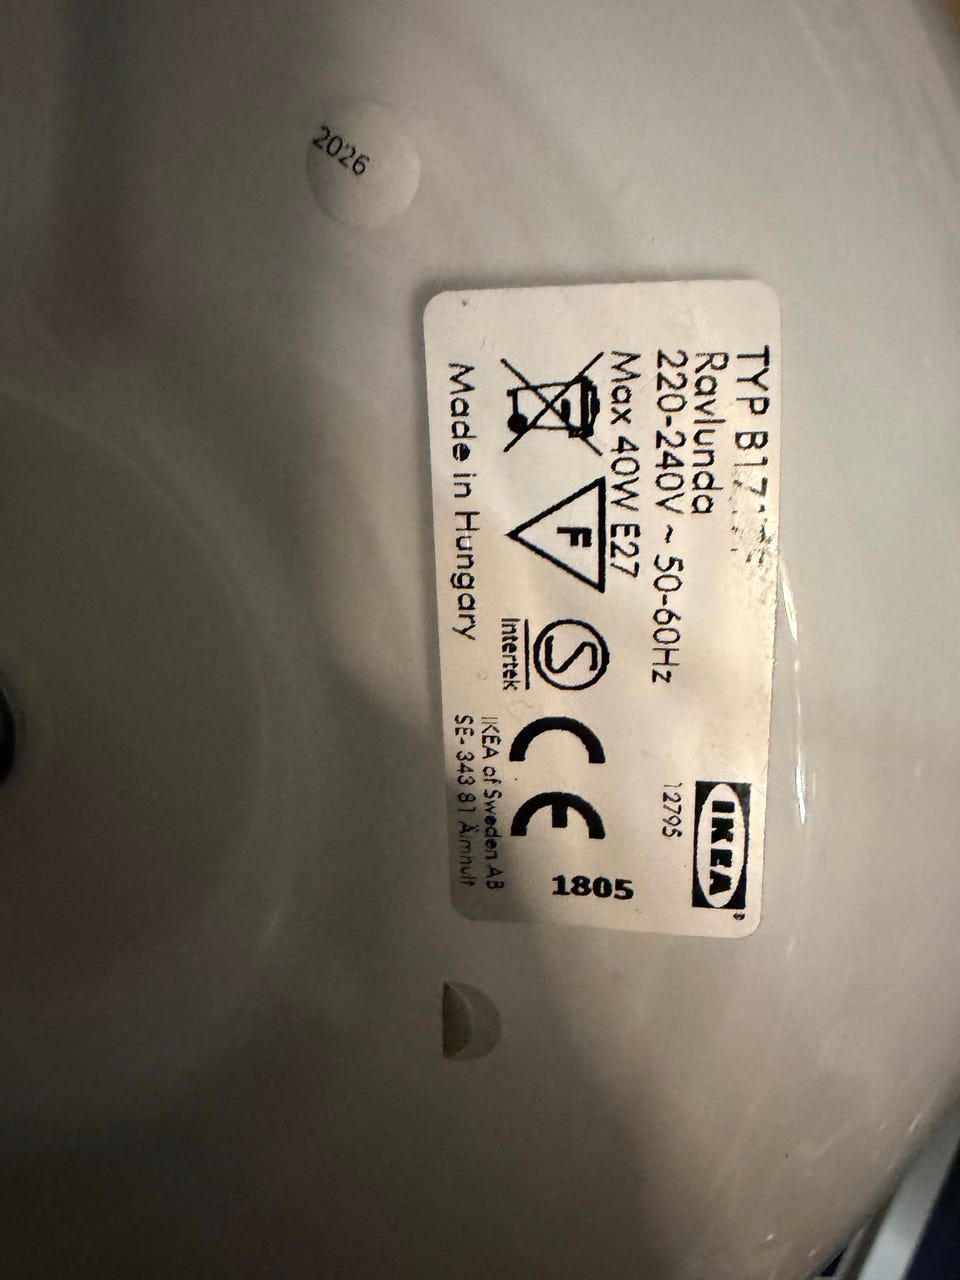 2026
TYP
Ravlunda
220-240V ~ 50-60Hz
Max 40W E27
IKEA®
12795
F
S
Intertek
CE
1805
Made in Hungary
IKEA of Sweden AB
SE- 343 81 Älmhult